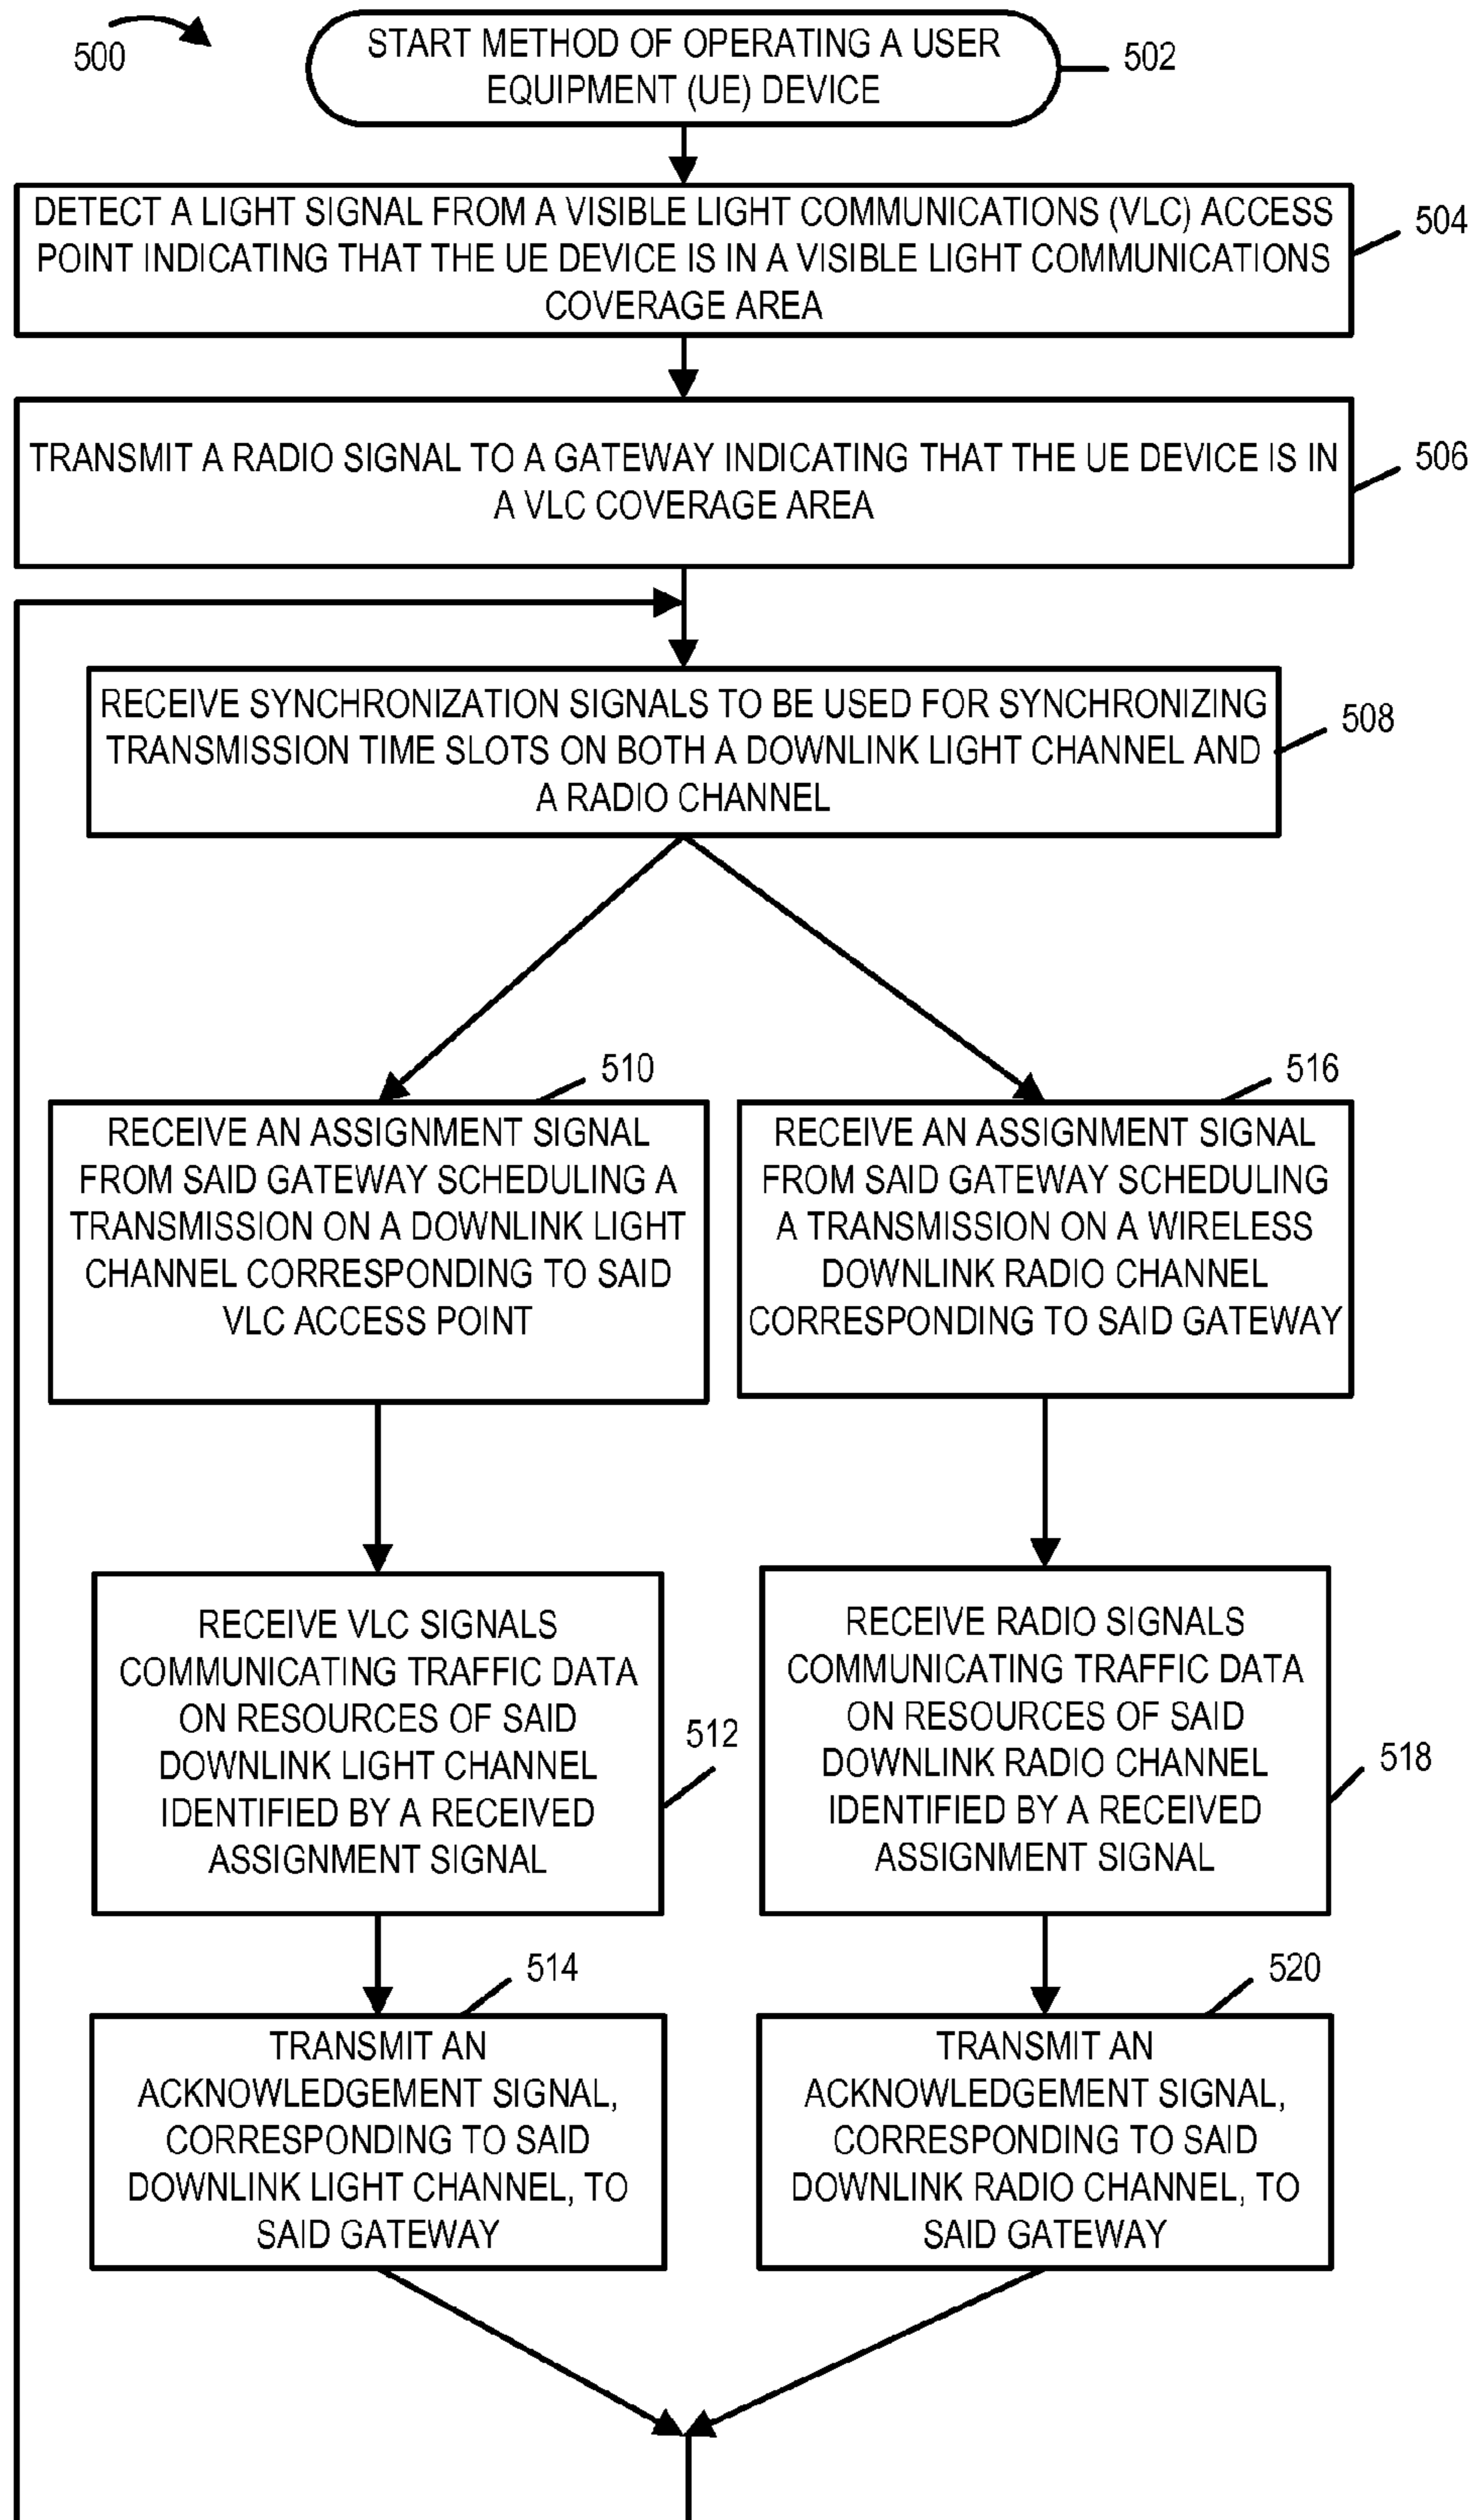 500
START METHOD OF OPERATING A USER
EQUIPMENT (UE) DEVICE
502
DETECT A LIGHT SIGNAL FROM A VISIBLE LIGHT COMMUNICATIONS (VLC) ACCESS
POINT INDICATING THAT THE UE DEVICE IS IN A VISIBLE LIGHT COMMUNICATIONS
COVERAGE AREA
504
TRANSMIT A RADIO SIGNAL TO A GATEWAY INDICATING THAT THE UE DEVICE IS IN
A VLC COVERAGE AREA
506
RECEIVE SYNCHRONIZATION SIGNALS TO BE USED FOR SYNCHRONIZING
TRANSMISSION TIME SLOTS ON BOTH A DOWNLINK LIGHT CHANNEL AND
A RADIO CHANNEL
508
510
RECEIVE AN ASSIGNMENT SIGNAL
FROM SAID GATEWAY SCHEDULING A
TRANSMISSION ON A DOWNLINK LIGHT
CHANNEL CORRESPONDING TO SAID
VLC ACCESS POINT
516
RECEIVE AN ASSIGNMENT SIGNAL
FROM SAID GATEWAY SCHEDULING
A TRANSMISSION ON A WIRELESS
DOWNLINK RADIO CHANNEL
CORRESPONDING TO SAID GATEWAY
RECEIVE VLC SIGNALS
COMMUNICATING TRAFFIC DATA
ON RESOURCES OF SAID
DOWNLINK LIGHT CHANNEL
IDENTIFIED BY A RECEIVED
ASSIGNMENT SIGNAL
512
RECEIVE RADIO SIGNALS
COMMUNICATING TRAFFIC DATA
ON RESOURCES OF SAID
DOWNLINK RADIO CHANNEL
IDENTIFIED BY A RECEIVED
ASSIGNMENT SIGNAL
518
514
TRANSMIT AN
ACKNOWLEDGEMENT SIGNAL,
CORRESPONDING TO SAID
DOWNLINK LIGHT CHANNEL, TO
SAID GATEWAY
520
TRANSMIT AN
ACKNOWLEDGEMENT SIGNAL,
CORRESPONDING TO SAID
DOWNLINK RADIO CHANNEL, TO
SAID GATEWAY